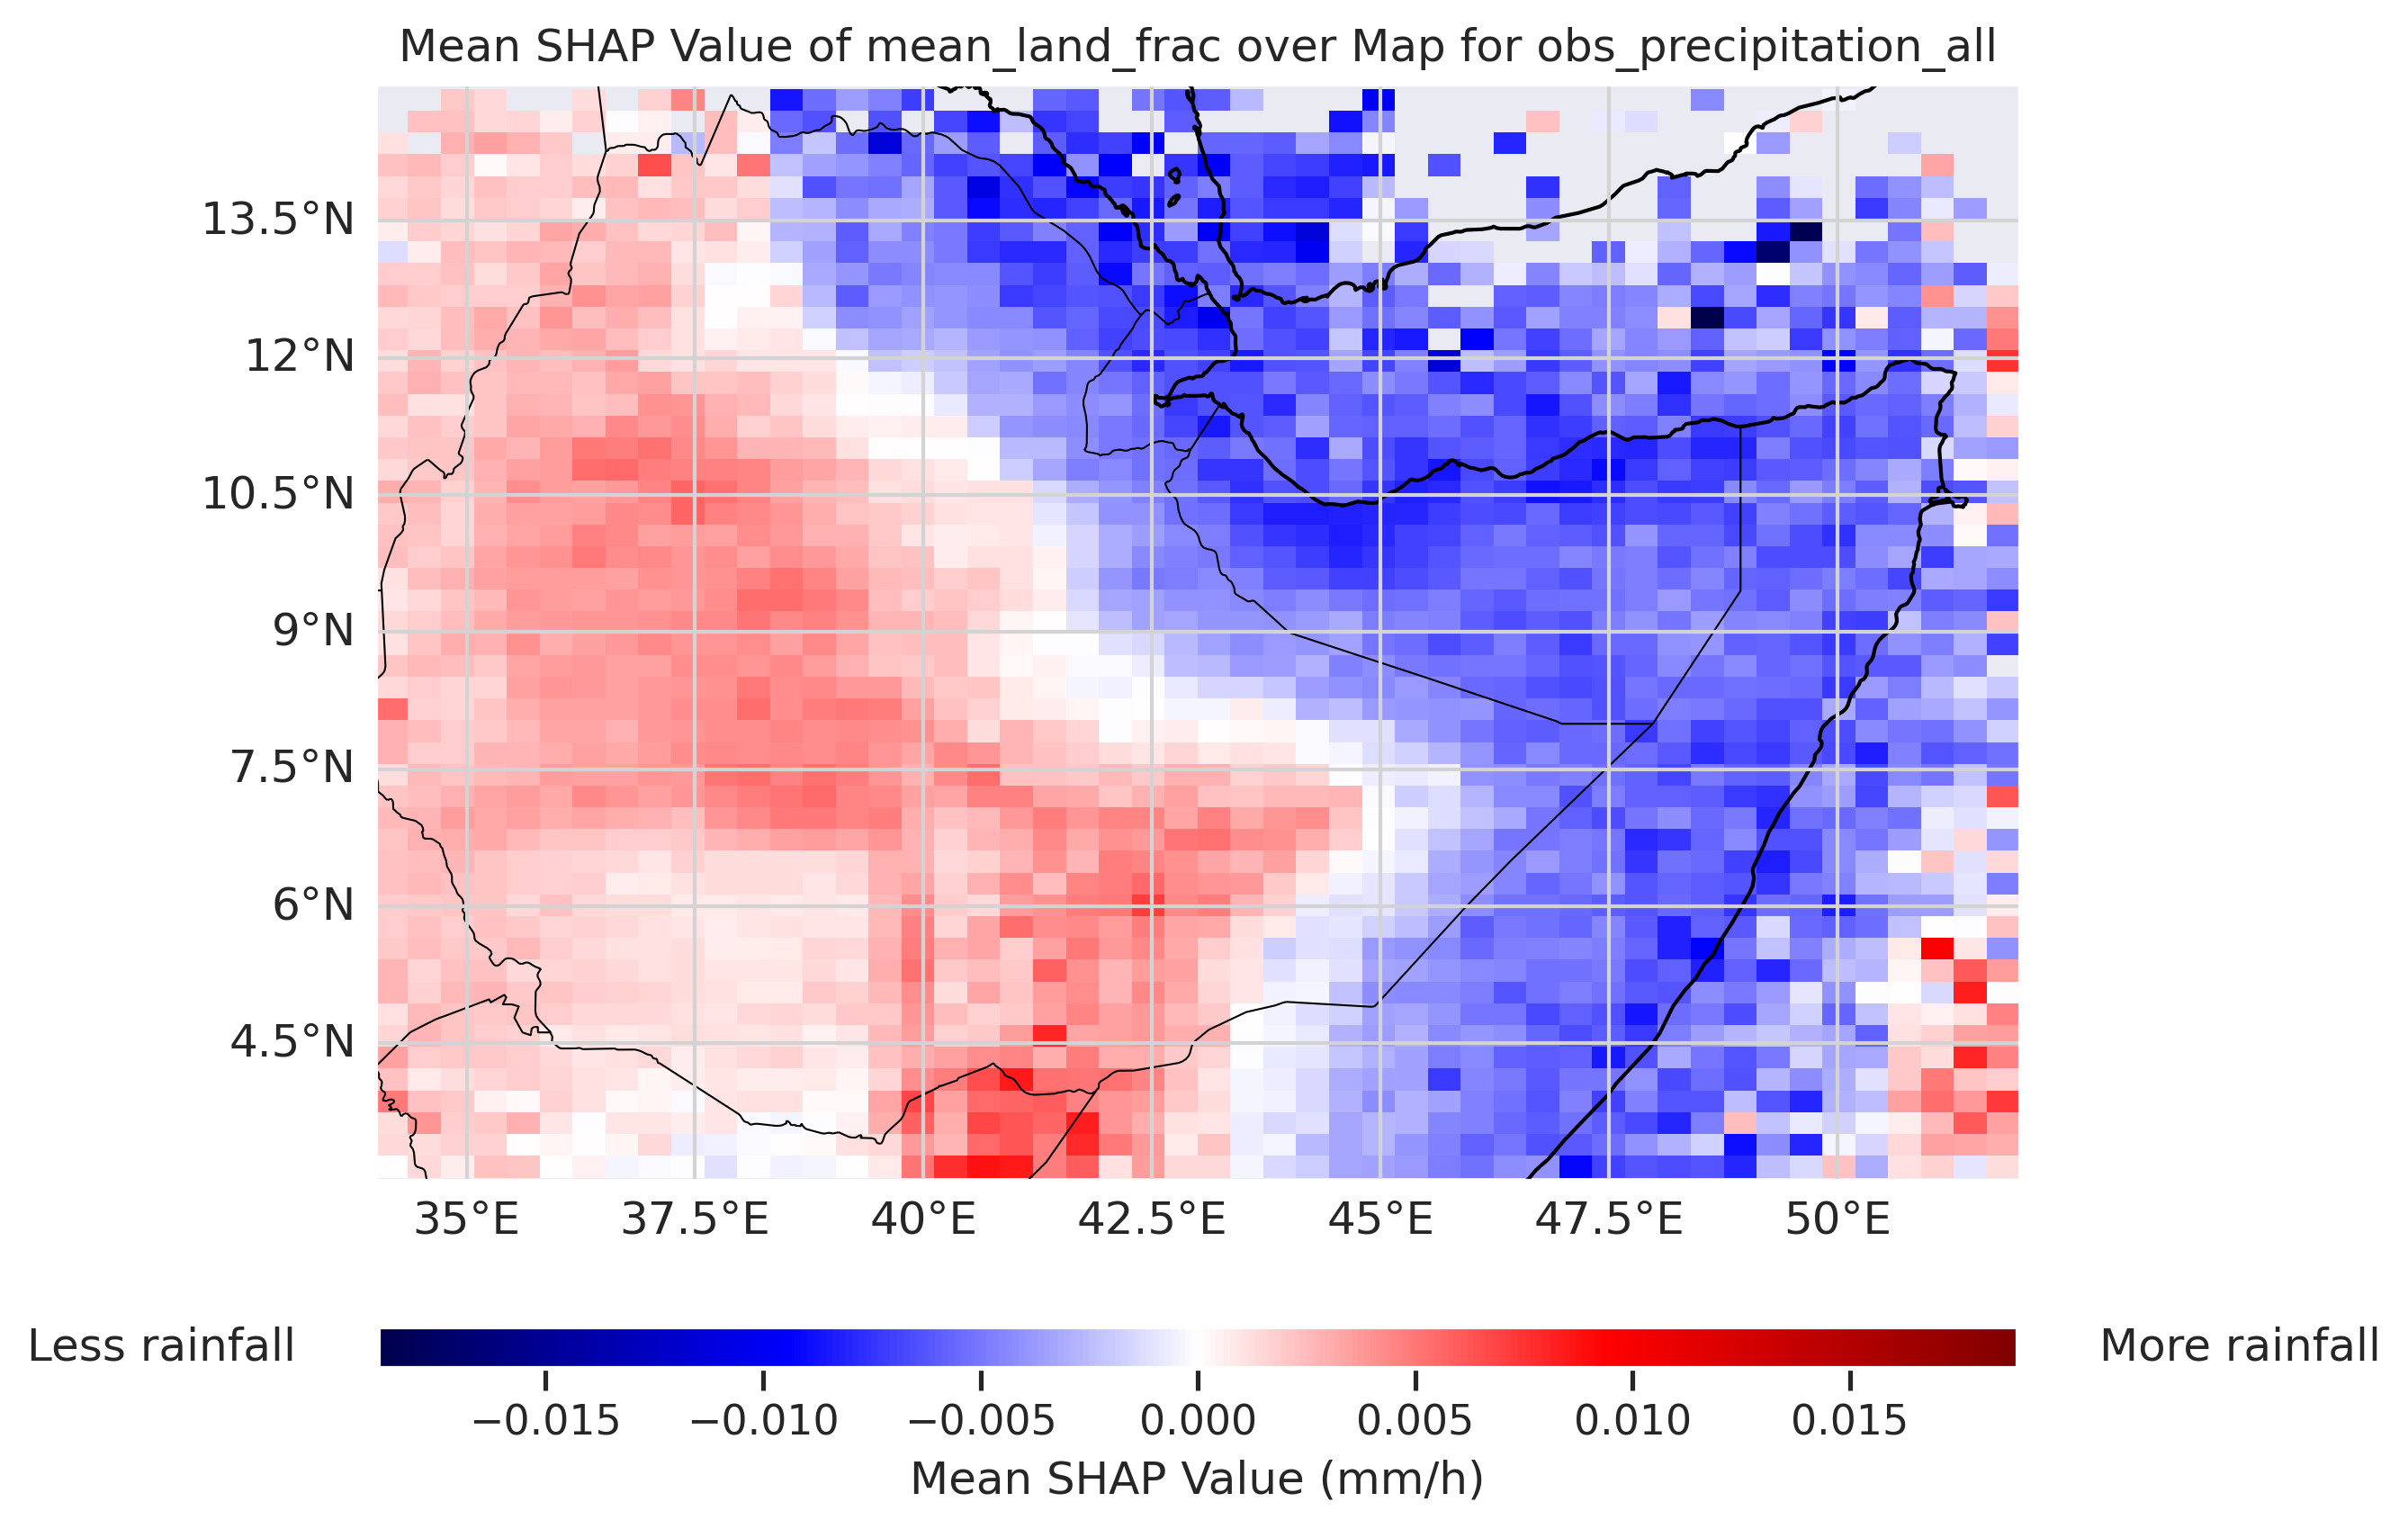 Mean SHAP Value of mean_land_frac over Map for obs_precipitation_all
13.5°N
12°N
10.5°N
9°N
7.5°N
6°N
4.5°N
35°E 37.5°E 40°E 42.5°E 45°E 47.5°E 50°E
Less rainfall More rainfall
−0.015 −0.010 −0.005 0.000 0.005 0.010 0.015
Mean SHAP Value (mm/h)